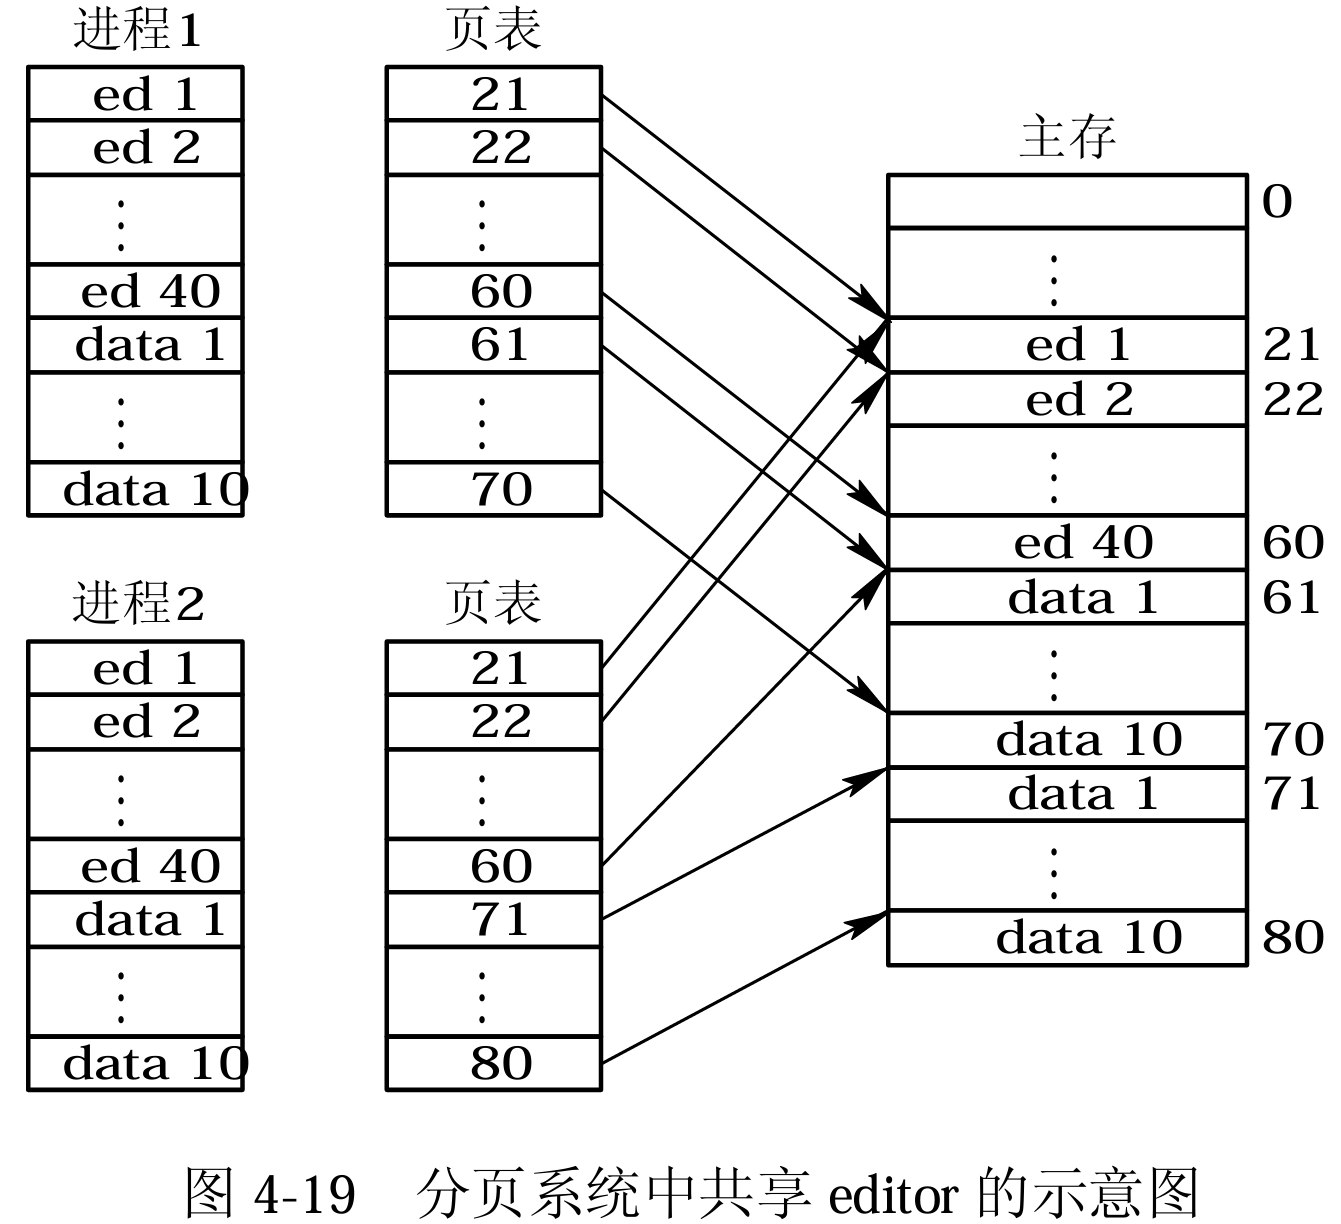 进程1
ed 1
ed 2
⋮
ed 40
data 1
⋮
data 10
页表
21
22
⋮
60
61
⋮
70
进程2
ed 1
ed 2
⋮
ed 40
data 1
⋮
data 10
页表
21
22
⋮
60
71
⋮
80
主存
0
⋮
ed 1 21
ed 2 22
⋮
ed 40 60
data 1 61
⋮
data 10 70
data 1 71
⋮
data 10 80
图 4-19 分页系统中共享 editor 的示意图